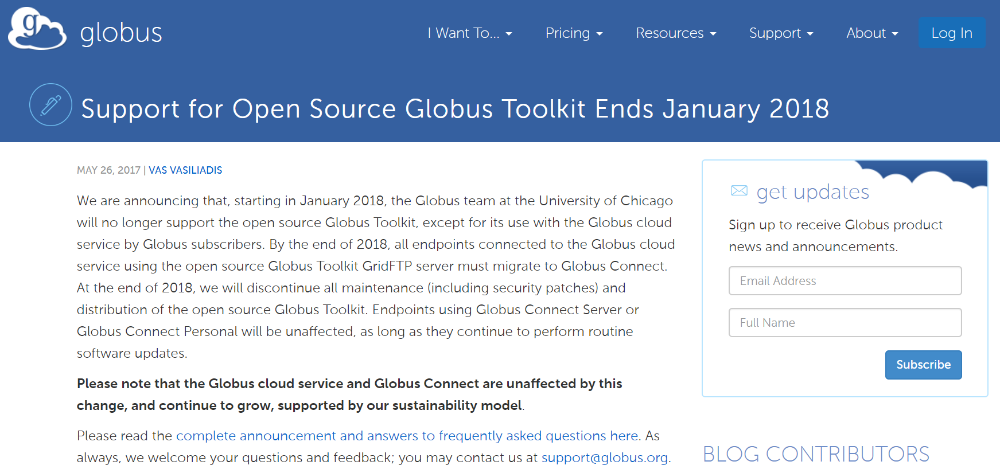 g globus
I Want To... Pricing Resources Support About Log In
Support for Open Source Globus Toolkit Ends January 2018
MAY 26, 2017 | VAS VASILIADIS
We are announcing that, starting in January 2018, the Globus team at the University of Chicago
will no longer support the open source Globus Toolkit, except for its use with the Globus cloud
service by Globus subscribers. By the end of 2018, all endpoints connected to the Globus cloud
service using the open source Globus Toolkit GridFTP server must migrate to Globus Connect.
At the end of 2018, we will discontinue all maintenance (including security patches) and
distribution of the open source Globus Toolkit. Endpoints using Globus Connect Server or
Globus Connect Personal will be unaffected, as long as they continue to perform routine
software updates.
Please note that the Globus cloud service and Globus Connect are unaffected by this
change, and continue to grow, supported by our sustainability model.
Please read the complete announcement and answers to frequently asked questions here. As
always, we welcome your questions and feedback; you may contact us at support@globus.org.
get updates
Sign up to receive Globus product
news and announcements.
Email Address
Full Name
Subscribe
BLOG CONTRIBUTORS